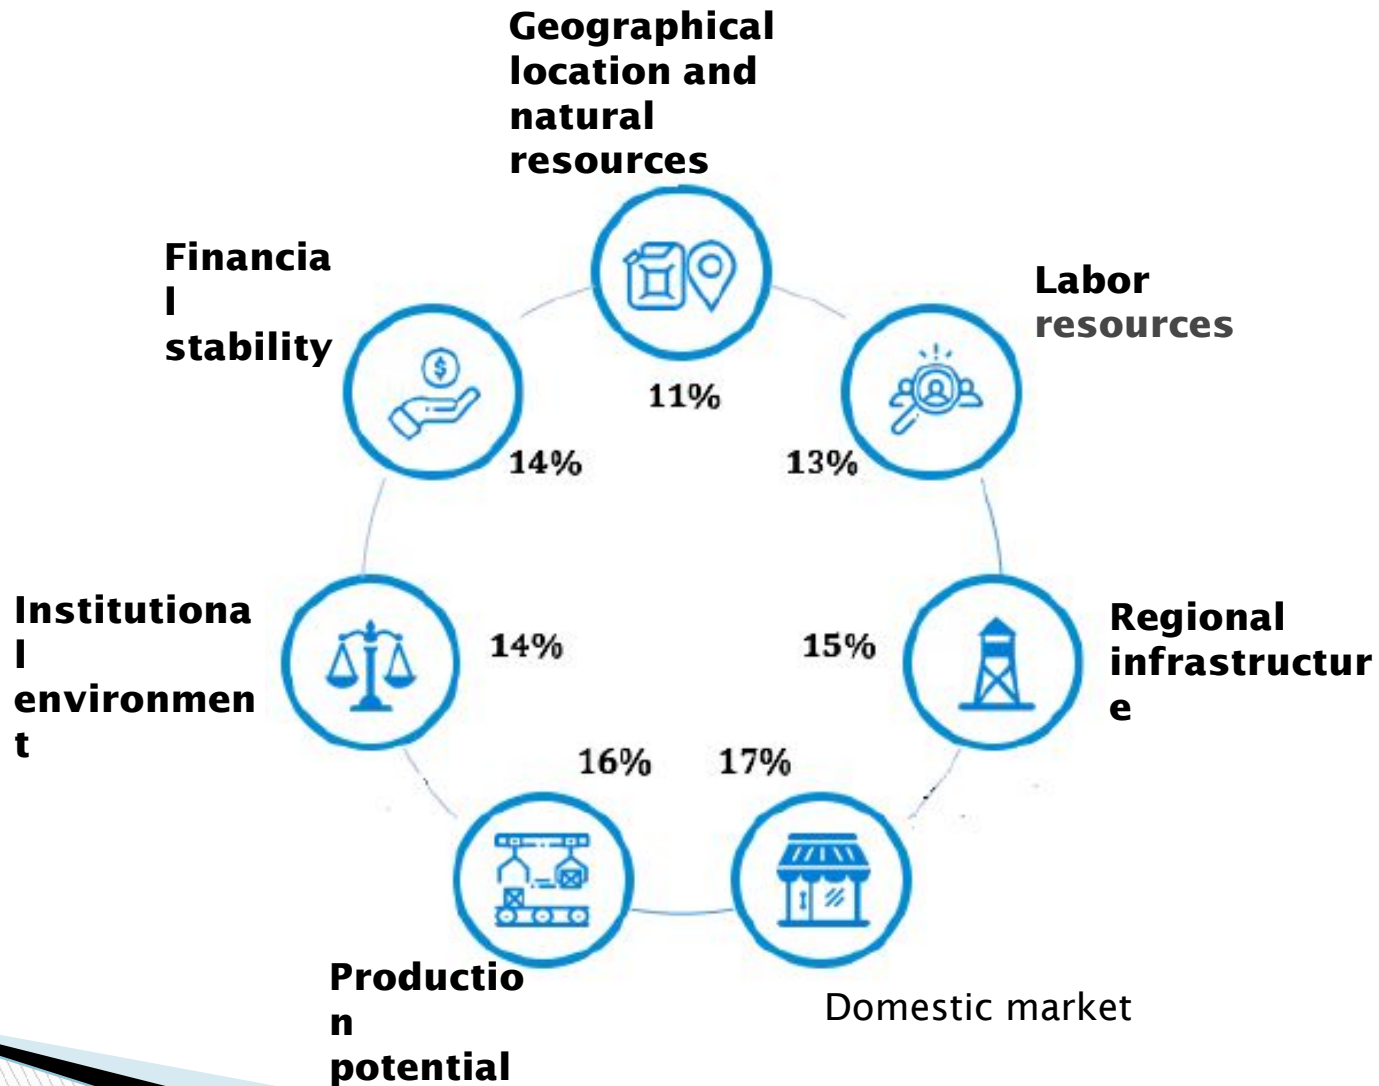 Geographical
location and
natural
resources
Financia
l
stability
Labor
resources
11%
14%
13%
Institutiona
l
environmen
t
14%
15%
Regional
infrastructur
e
16%
17%
Productio
n
potential
Domestic market
$